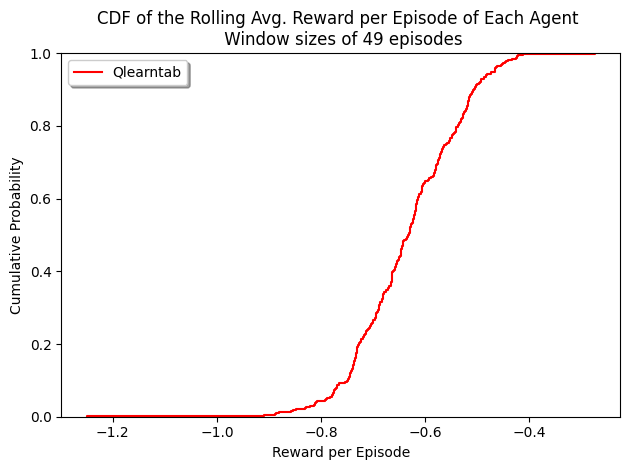 CDF of the Rolling Avg. Reward per Episode of Each Agent
Window sizes of 49 episodes
Qlearntab
1.0
0.8
0.6
0.4
0.2
0.0
Cumulative Probability
−1.2
−1.0
−0.8
−0.6
−0.4
Reward per Episode